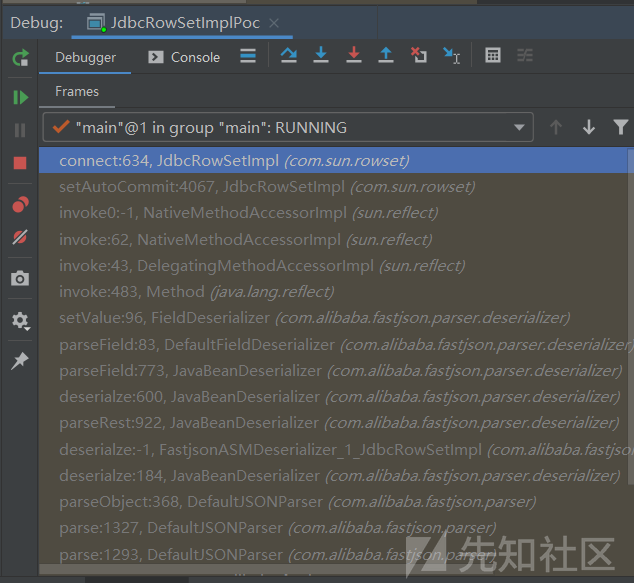 Debug: JdbcRowSetImplPoc
Debugger Console
Frames
"main"@1 in group "main": RUNNING
connect:634, JdbcRowSetImpl (com.sun.rowset)
setAutoCommit:4067, JdbcRowSetImpl (com.sun.rowset)
invoke0:-1, NativeMethodAccessorImpl (sun.reflect)
invoke:62, NativeMethodAccessorImpl (sun.reflect)
invoke:43, DelegatingMethodAccessorImpl (sun.reflect)
invoke:483, Method (java.lang.reflect)
setValue:96, FieldDeserializer (com.alibaba.fastjson.parser.deserializer)
parseField:83, DefaultFieldDeserializer (com.alibaba.fastjson.parser.deserializer)
parseField:773, JavaBeanDeserializer (com.alibaba.fastjson.parser.deserializer)
deserialze:600, JavaBeanDeserializer (com.alibaba.fastjson.parser.deserializer)
parseRest:922, JavaBeanDeserializer (com.alibaba.fastjson.parser.deserializer)
deserialze:-1, FastjsonASMDeserializer_1_JdbcRowSetImpl (com.alibaba.fastjson
deserialze:184, JavaBeanDeserializer (com.alibaba.fastjson.parser.deserializer)
parseObject:368, DefaultJSONParser (com.alibaba.fastjson.parser)
parse:1327, DefaultJSONParser (com.alibaba.fastjson.parser)
parse:1293, DefaultJSONParser (com.alibaba.fastjson.parser)
先知社区